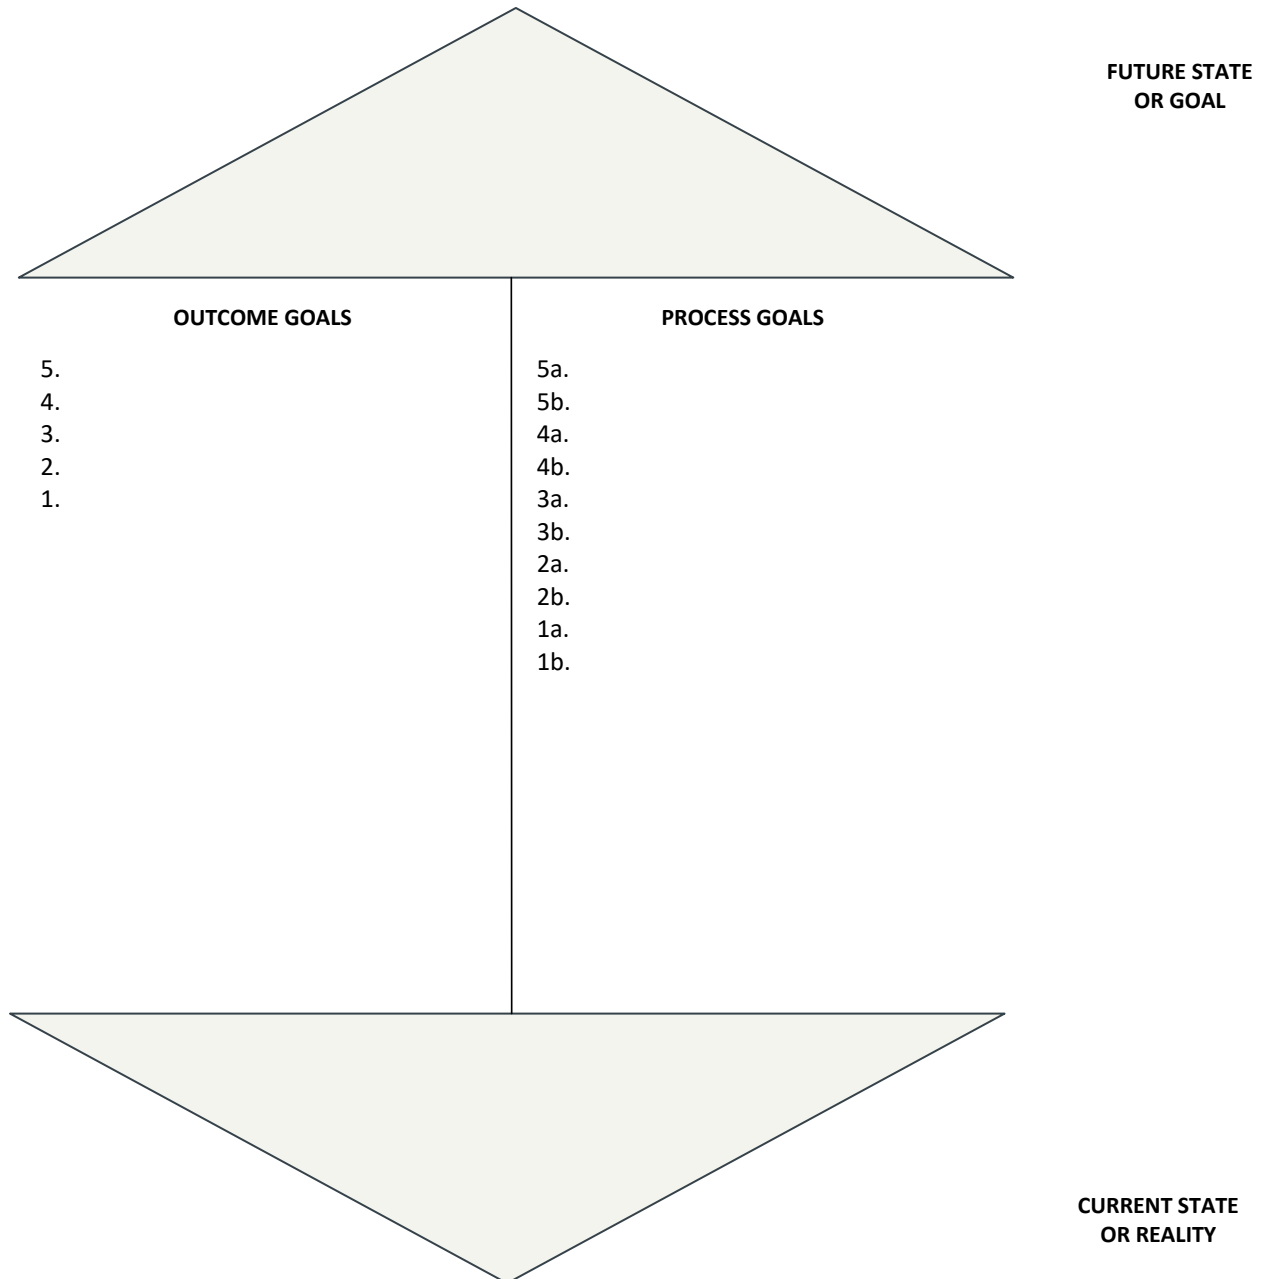 FUTURE STATE
OR GOAL
OUTCOME GOALS
5.
4.
3.
2.
1.
PROCESS GOALS
5a.
5b.
4a.
4b.
3a.
3b.
2a.
2b.
1a.
1b.
CURRENT STATE
OR REALITY